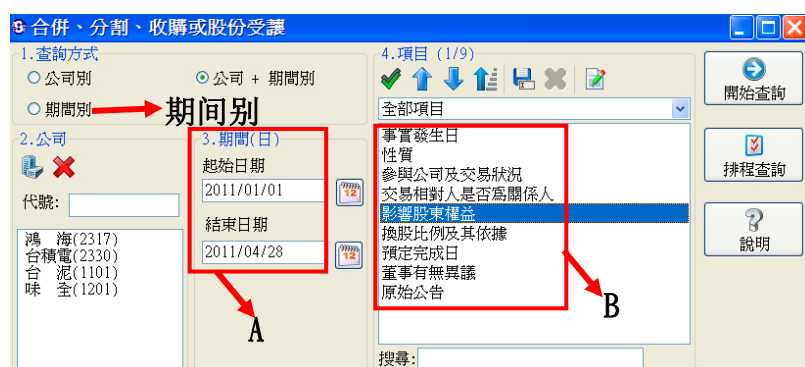 合併、分割、收購或股份受讓
1.查詢方式
公司別
公司 + 期間別
期間別
期间别
2.公司
代號:
鴻 海(2317)
台積電(2330)
台 泥(1101)
味 全(1201)
3.期間(日)
起始日期
2011/01/01
12
結束日期
2011/04/28
12
A
4.項目 (1/9)
全部項目
事實發生日
性質
參與公司及交易狀況
交易相對人是否為關係人
影響股東權益
換股比例及其依據
預定完成日
董事有無異議
原始公告
B
搜尋:
開始查詢
排程查詢
說明